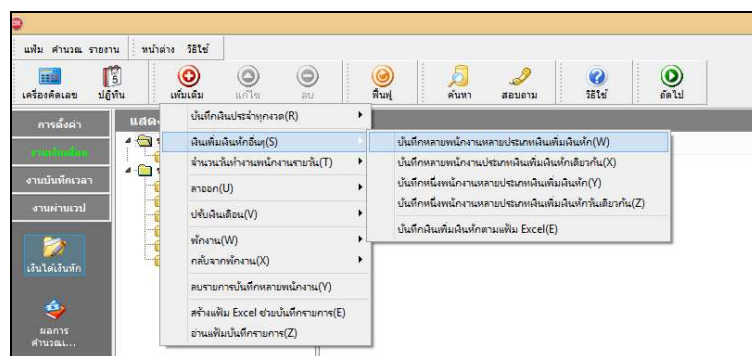 แฟ้ม คำนวณ รายงาน หน้าต่าง วิธีใช้
เครื่องคิดเลข ปฏิทิน เพิ่มเติม แก้ไข ลบ ฟื้นฟู ค้นหา สอบถาม วิธีใช้ ถัดไป
การตั้งค่า
งานเงินเดือน
งานบันทึกเวลา
งานผ่านเวป
เงินได้เงินหัก
ผลการ
คำนวณ...
แสดง
บันทึกเงินประจำทุกงวด(R)
เงินเพิ่มเงินหักอื่นๆ(S)
จำนวนวันทำงานพนักงานรายวัน(T)
ลาออก(U)
ปรับเงินเดือน(V)
พักงาน(W)
กลับจากพักงาน(X)
ลบรายการบันทึกหลายพนักงาน(Y)
สร้างแฟ้ม Excel ช่วยบันทึกรายการ(E)
อ่านแฟ้มบันทึกรายการ(Z)
บันทึกหลายพนักงานหลายประเภทเงินเพิ่มเงินหัก(W)
บันทึกหลายพนักงานประเภทเงินเพิ่มเงินหักเดียวกัน(X)
บันทึกหนึ่งพนักงานหลายประเภทเงินเพิ่มเงินหัก(Y)
บันทึกหนึ่งพนักงานหลายประเภทเงินเพิ่มเงินหักวันเดียวกัน(Z)
บันทึกเงินเพิ่มเงินหักตามแฟ้ม Excel(E)